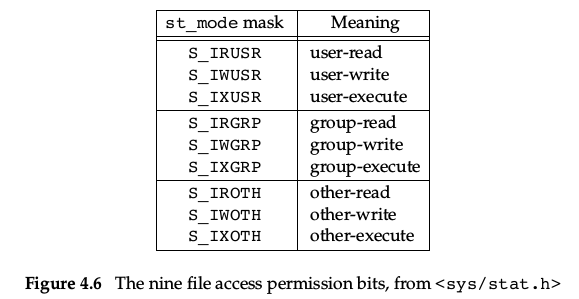 st_mode mask Meaning
S_IRUSR user-read
S_IWUSR user-write
S_IXUSR user-execute
S_IRGRP group-read
S_IWGRP group-write
S_IXGRP group-execute
S_IROTH other-read
S_IWOTH other-write
S_IXOTH other-execute
Figure 4.6 The nine file access permission bits, from <sys/stat.h>